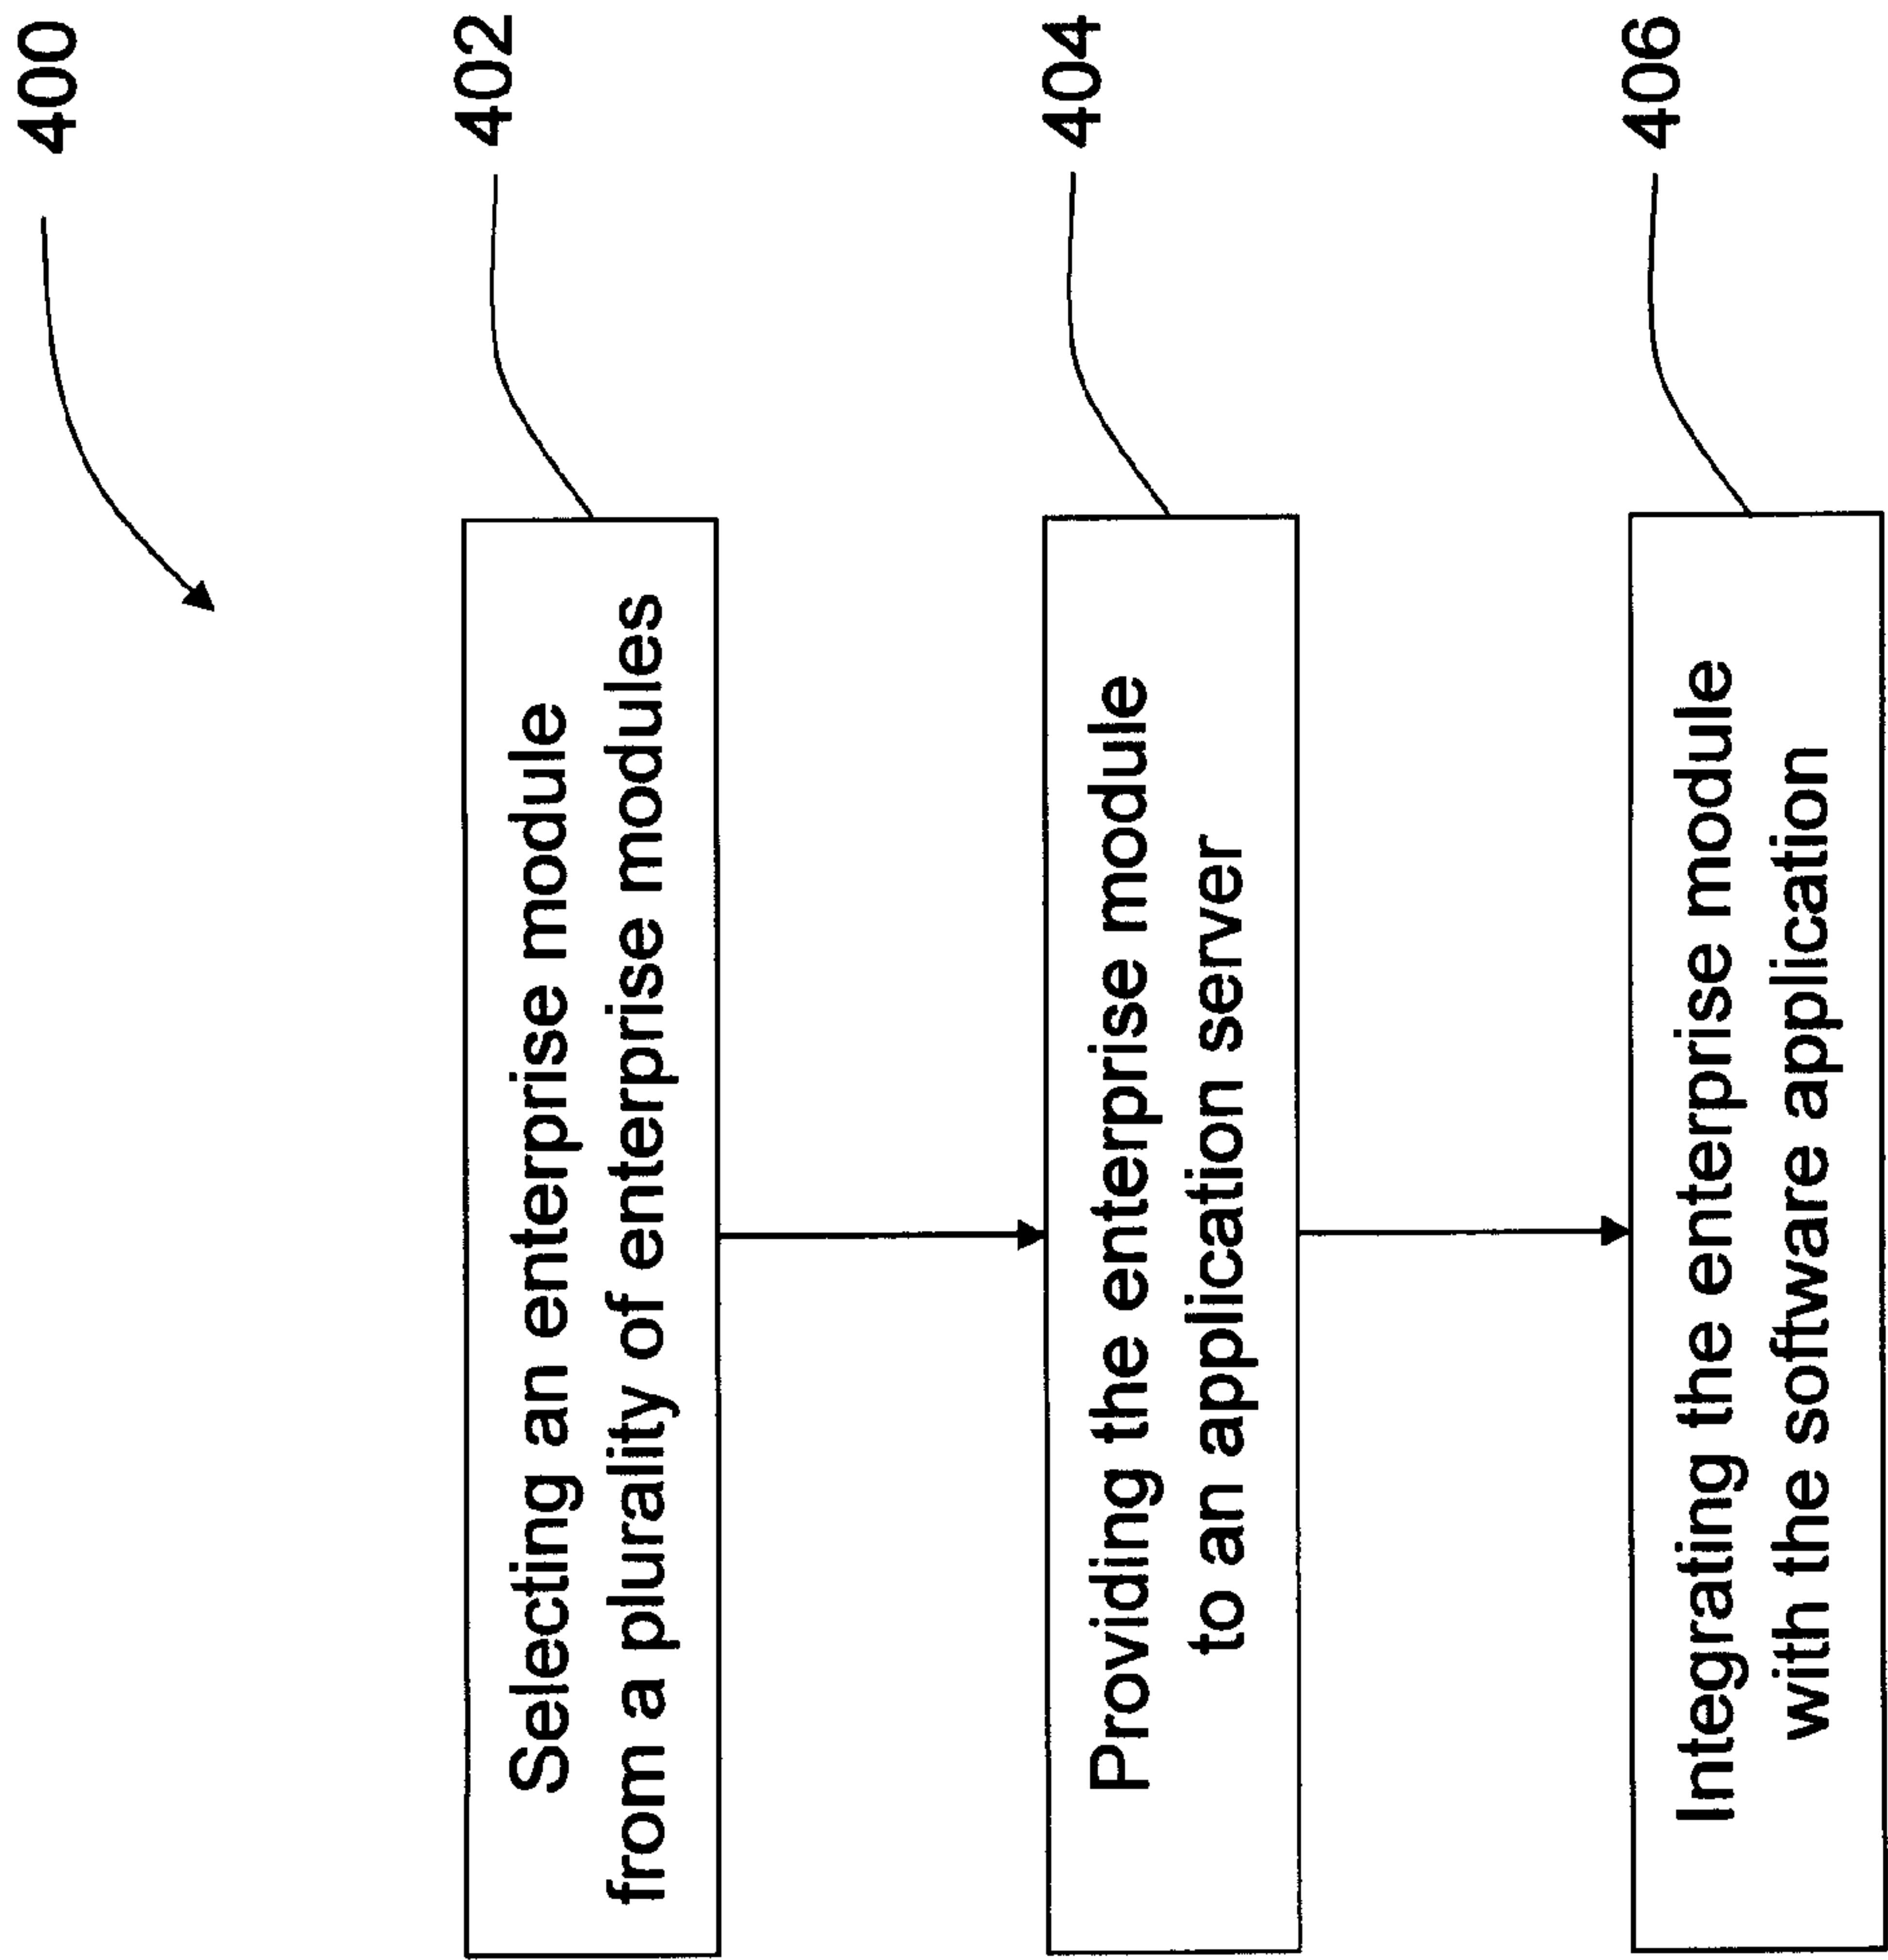 400
402
Selecting an enterprise module
from a plurality of enterprise modules
404
Providing the enterprise module
to an application server
406
Integrating the enterprise module
with the software application